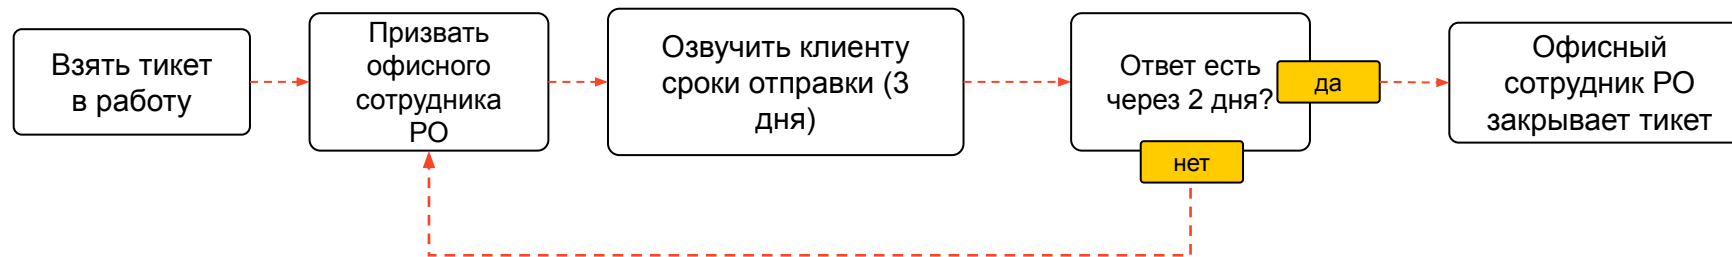 Взять тикет
в работу
Призвать
офисного
сотрудника
РО
Озвучить клиенту
сроки отправки (3
дня)
Ответ есть
через 2 дня?
да
нет
Офисный
сотрудник РО
закрывает тикет